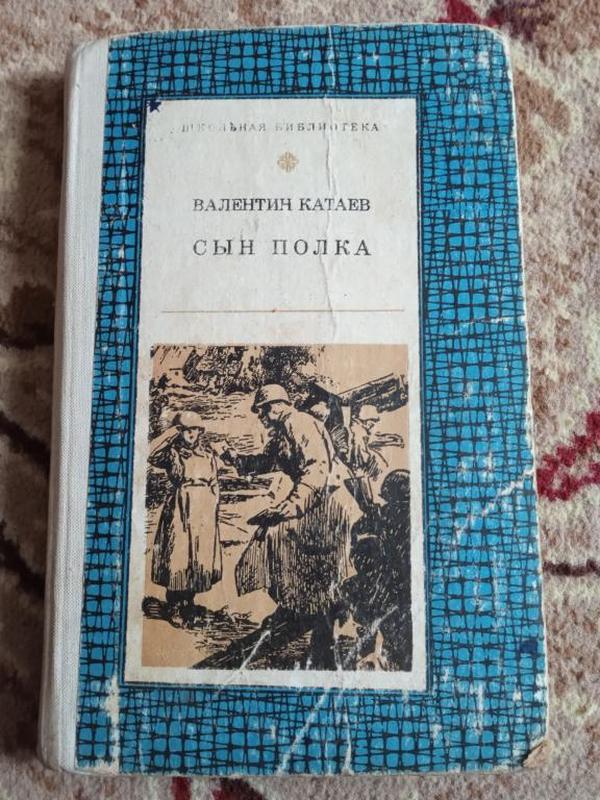 ШКОЛЬНАЯ БИБЛИОТЕКА
ВАЛЕНТИН КАТАЕВ
СЫН ПОЛКА